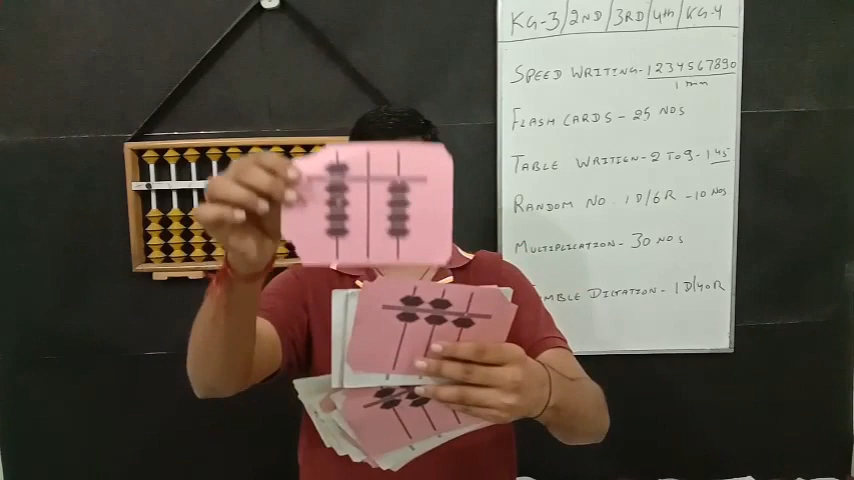 KG-3/2ND/3RD/4th/KG-4
SPEED WRITING-1234567890
1 min
FLASH CARDS - 25 NOS
TABLE WRITING - 2 TO 9 - 1:45
RANDOM NO. 1D/6R - 10 NOS
MULTIPLICATION - 30 NOS
MBLE DICTATION - 1D/40R